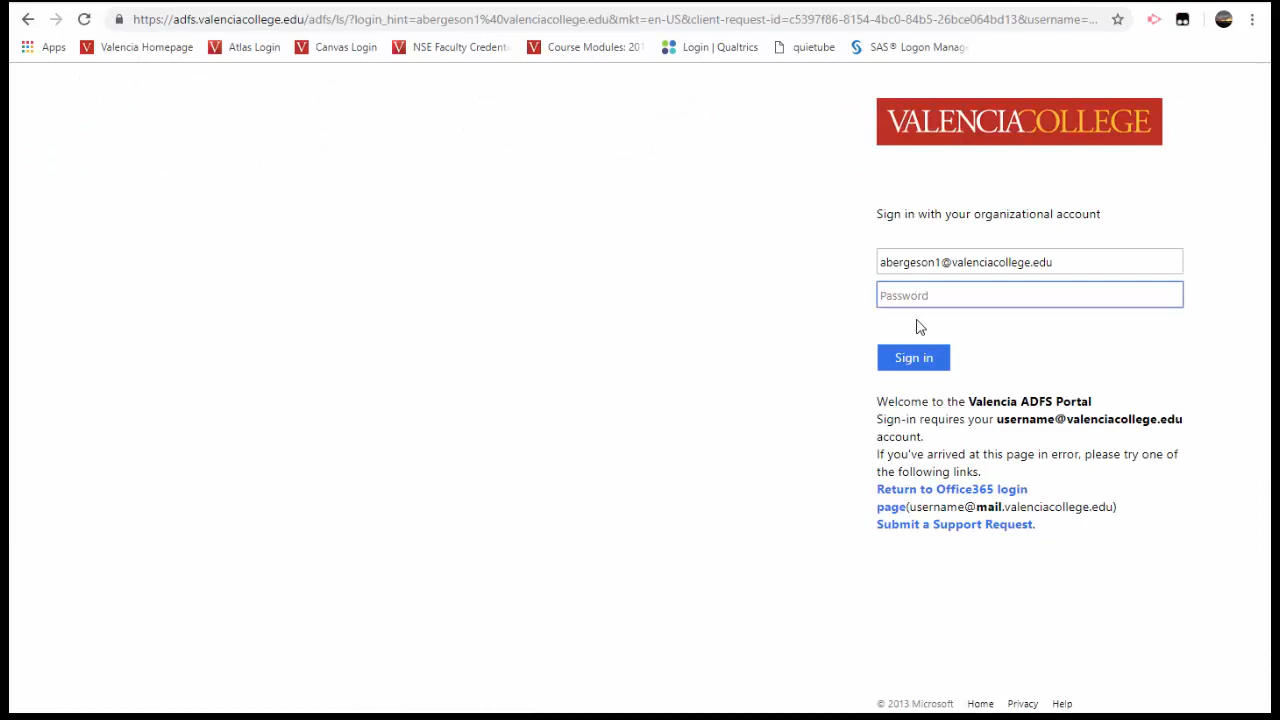 https://adfs.valenciacollege.edu/adfs/ls/?login_hint=abergeson1%40valenciacollege.edu&mkt=en-US&client-request-id=c5397f86-8154-4bc0-84b5-26bce064bd13&username=...
Apps Valencia Homepage Atlas Login Canvas Login NSE Faculty Credent Course Modules: 201 Login | Qualtrics quietube SAS® Logon Manag
VALENCIACOLLEGE
Sign in with your organizational account
abergeson1@valenciacollege.edu
Password
Sign in
Welcome to the Valencia ADFS Portal
Sign-in requires your username@valenciacollege.edu
account.
If you've arrived at this page in error, please try one of
the following links.
Return to Office365 login
page(username@mail.valenciacollege.edu)
Submit a Support Request.
© 2013 Microsoft Home Privacy Help